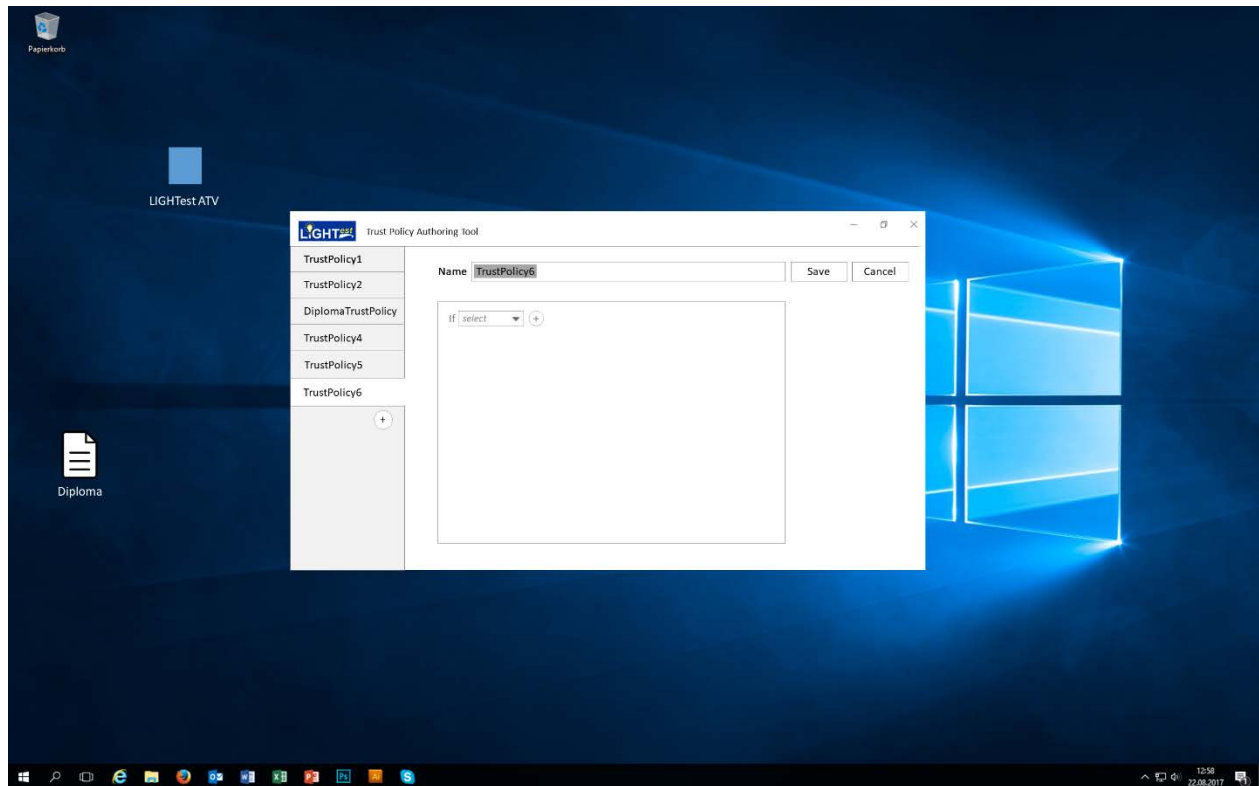 Papierkorb
LIGHTest ATV
LIGHTest Trust Policy Authoring Tool
TrustPolicy1
TrustPolicy2
DiplomaTrustPolicy
TrustPolicy4
TrustPolicy5
TrustPolicy6
+
Name TrustPolicy6 Save Cancel
If select +
Diploma
12:58
22.08.2017